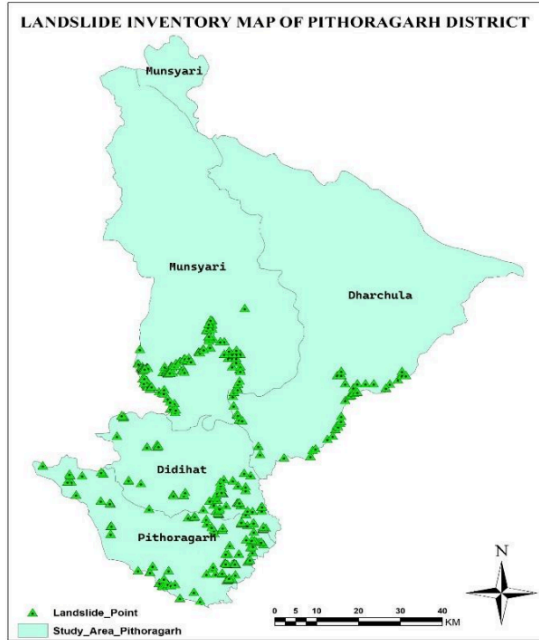 LANDSLIDE INVENTORY MAP OF PITHORAGARH DISTRICT
Munsyari
Munsyari
Dharchula
Didihat
Pithoragarh
N
Landslide_Point
Study_Area_Pithoragarh
0 5 10 20 30 40
KM